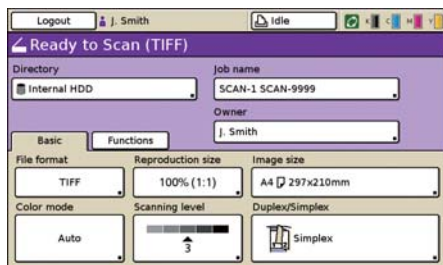 Logout J. Smith Idle K C M Y
Ready to Scan (TIFF)
Directory Job name
Internal HDD SCAN-1 SCAN-9999
Owner
J. Smith
Basic Functions
File format Reproduction size Image size
TIFF 100% (1:1) A4 297x210mm
Color mode Scanning level Duplex/Simplex
Auto 3 Simplex